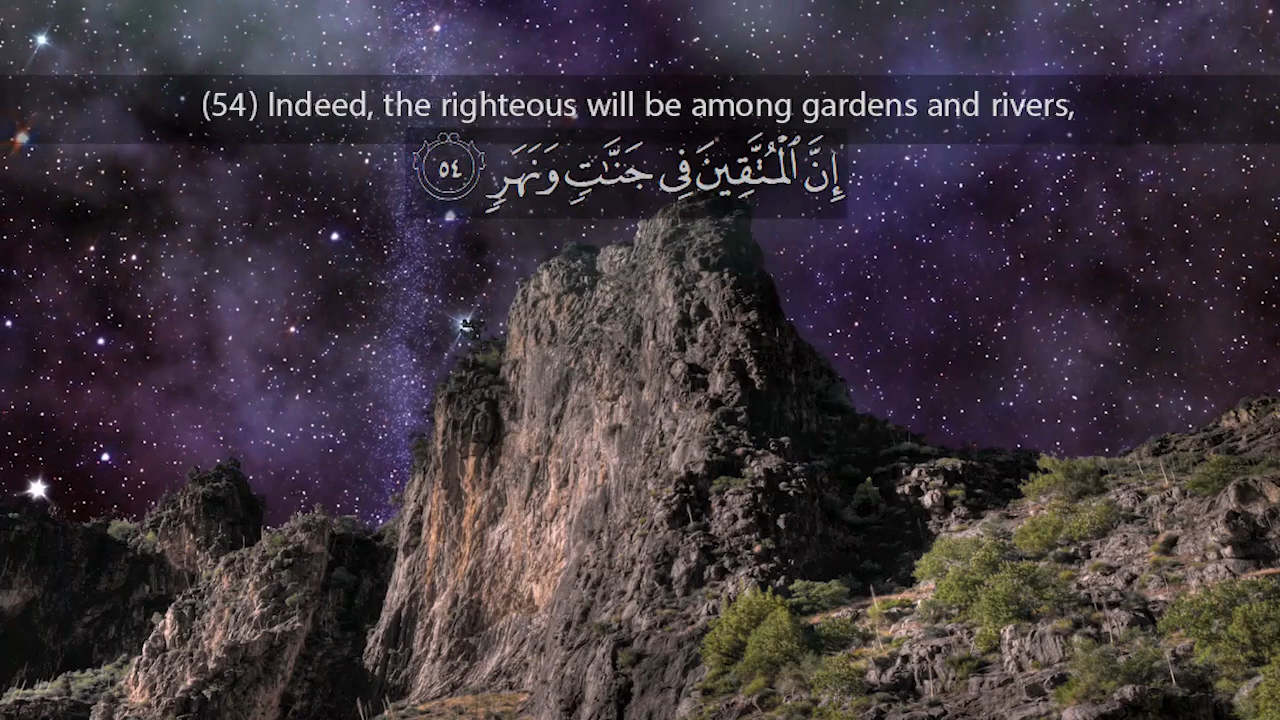 (54) Indeed, the righteous will be among gardens and rivers,
إِنَّ ٱلْمُتَّقِينَ فِى جَنَّـٰتٍ وَنَهَرٍ ٥٤